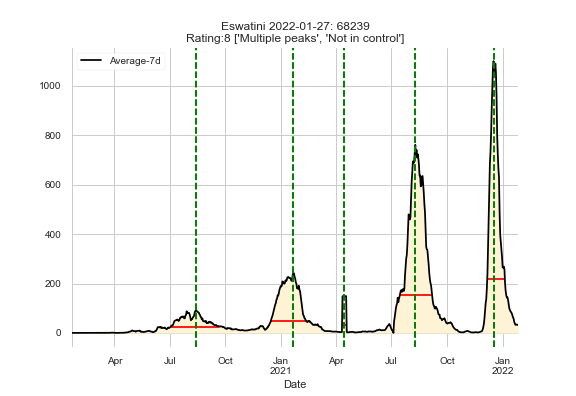 Eswatini 2022-01-27: 68239
Rating:8 ['Multiple peaks', 'Not in control']
Average-7d
1000
800
600
400
200
0
Apr Jul Oct Jan Apr Jul Oct Jan
2021 2022
Date